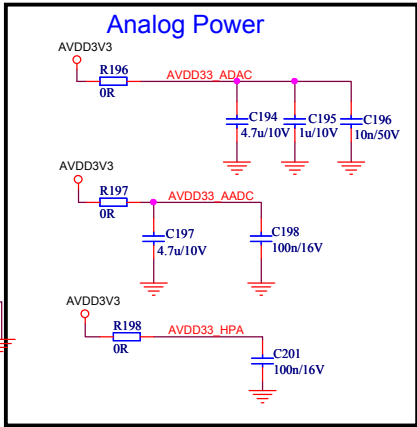 Analog Power
AVDD3V3
R196
0R
AVDD33_ADAC
C194
4.7u/10V
C195
1u/10V
C196
10n/50V
AVDD3V3
R197
0R
AVDD33_AADC
C197
4.7u/10V
C198
100n/16V
AVDD3V3
R198
0R
AVDD33_HPA
C201
100n/16V